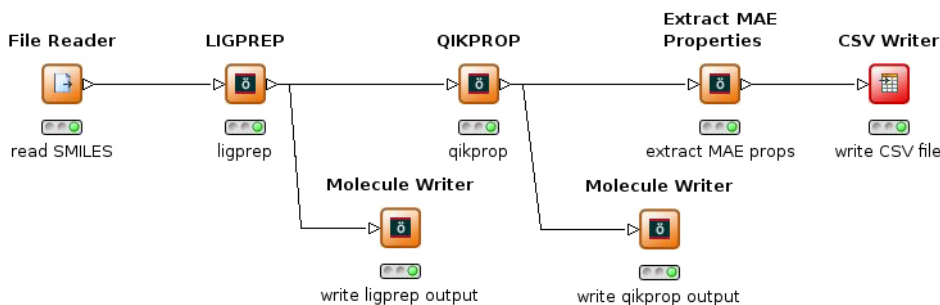 File Reader
LIGPREP
QIKPROP
Extract MAE
Properties
CSV Writer
ö
ö
ö
read SMILES
ligprep
qikprop
extract MAE props
write CSV file
Molecule Writer
Molecule Writer
ö
ö
write ligprep output
write qikprop output